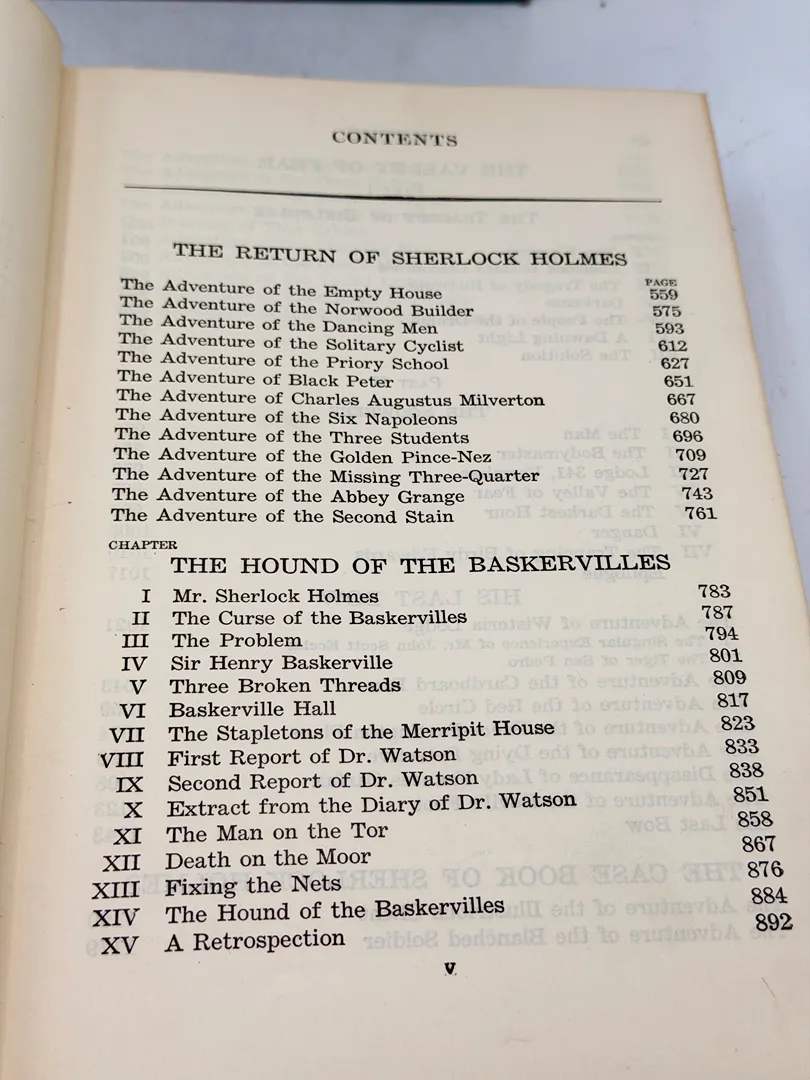 CONTENTS
THE RETURN OF SHERLOCK HOLMES
PAGE
The Adventure of the Empty House 559
The Adventure of the Norwood Builder 575
The Adventure of the Dancing Men 593
The Adventure of the Solitary Cyclist 612
The Adventure of the Priory School 627
The Adventure of Black Peter 651
The Adventure of Charles Augustus Milverton 667
The Adventure of the Six Napoleons 680
The Adventure of the Three Students 696
The Adventure of the Golden Pince-Nez 709
The Adventure of the Missing Three-Quarter 727
The Adventure of the Abbey Grange 743
The Adventure of the Second Stain 761
CHAPTER
THE HOUND OF THE BASKERVILLES
I Mr. Sherlock Holmes 783
II The Curse of the Baskervilles 787
III The Problem 794
IV Sir Henry Baskerville 801
V Three Broken Threads 809
VI Baskerville Hall 817
VII The Stapletons of the Merripit House 823
VIII First Report of Dr. Watson 833
IX Second Report of Dr. Watson 838
X Extract from the Diary of Dr. Watson 851
XI The Man on the Tor 858
XII Death on the Moor 867
XIII Fixing the Nets 876
XIV The Hound of the Baskervilles 884
XV A Retrospection 892
v